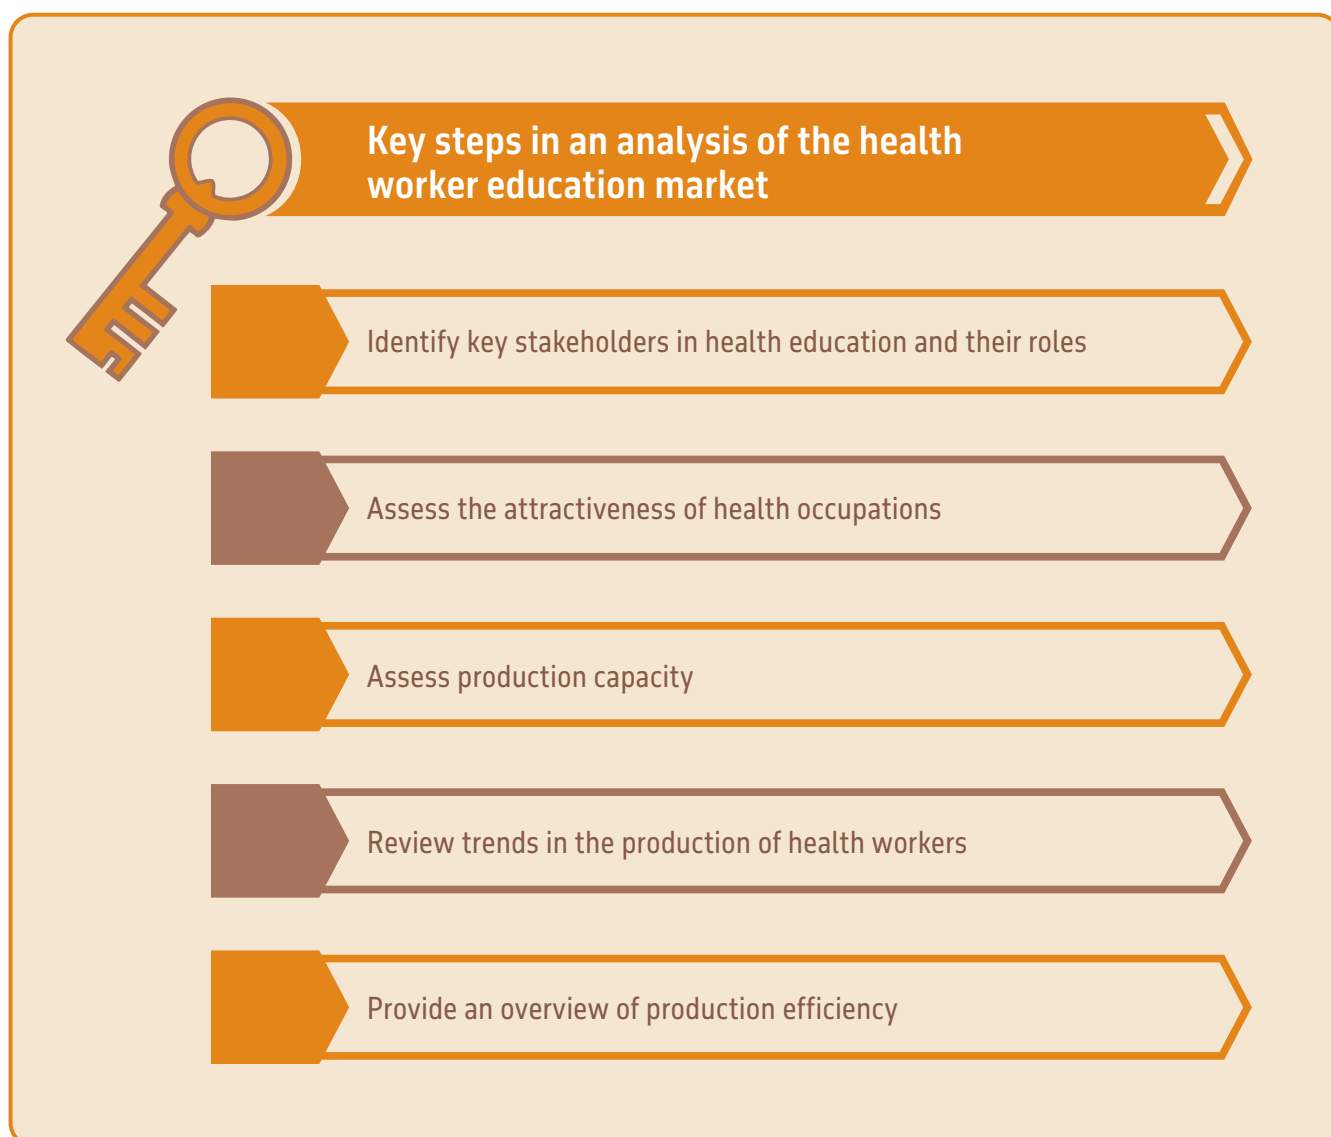 Key steps in an analysis of the health
worker education market
Identify key stakeholders in health education and their roles
Assess the attractiveness of health occupations
Assess production capacity
Review trends in the production of health workers
Provide an overview of production efficiency